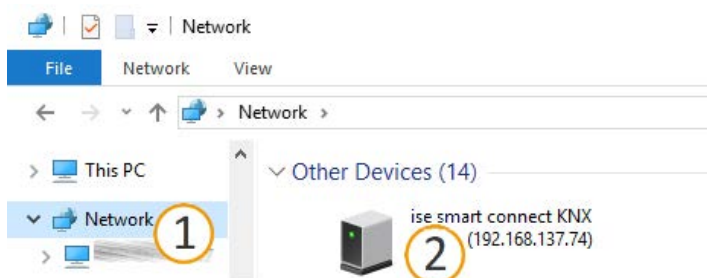 Network
File Network View
Network
This PC
Other Devices (14)
Network
1
ise smart connect KNX
2
(192.168.137.74)